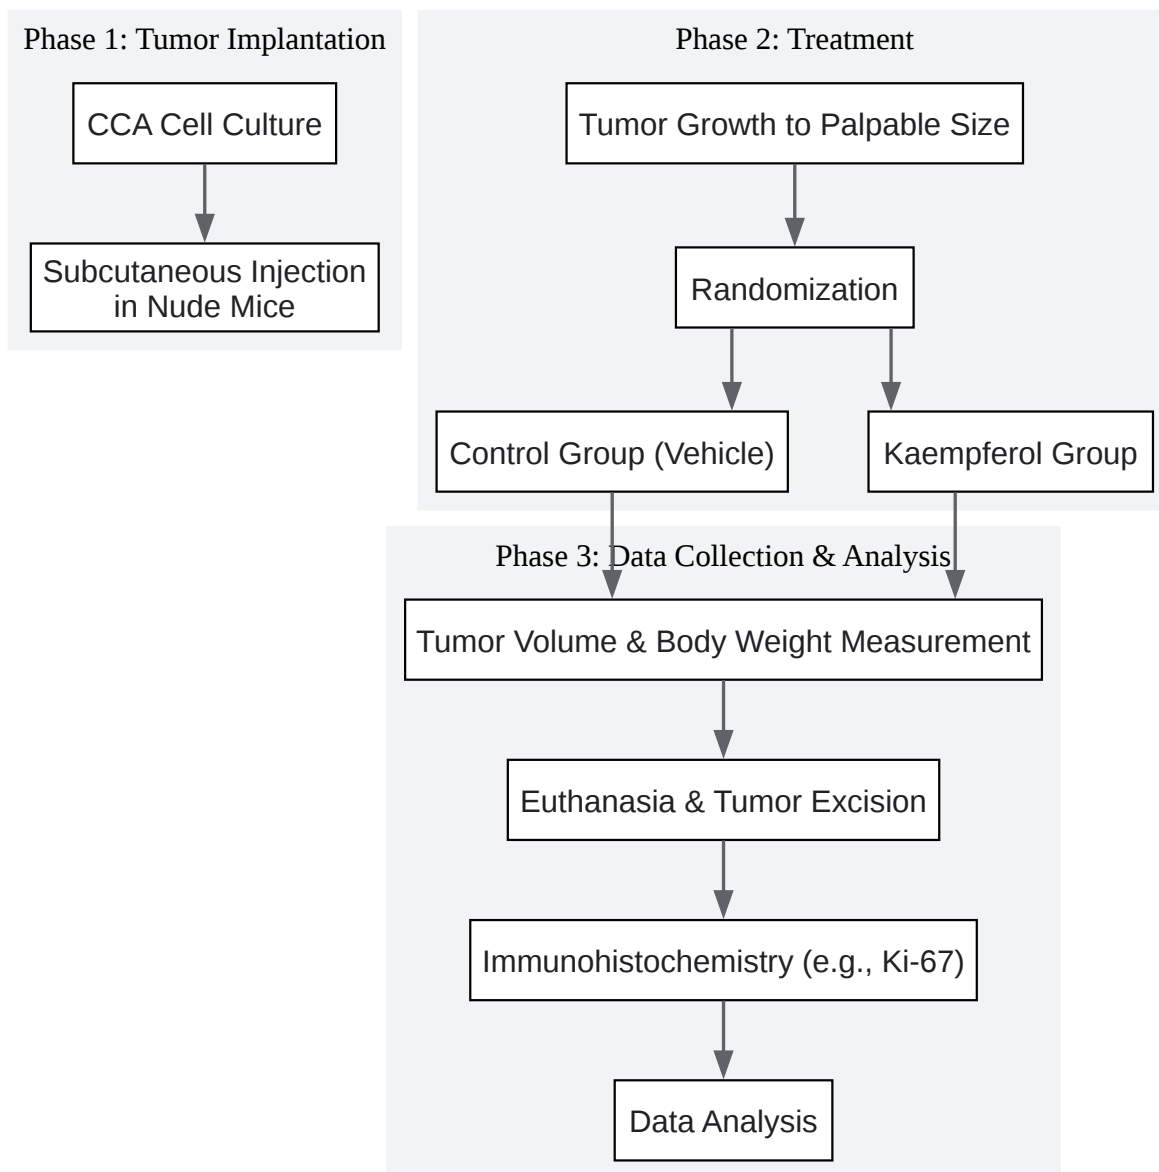 Phase 1: Tumor Implantation
CCA Cell Culture
Subcutaneous Injection
in Nude Mice
Phase 2: Treatment
Tumor Growth to Palpable Size
Randomization
Control Group (Vehicle)
Kaempferol Group
Phase 3: Data Collection & Analysis
Tumor Volume & Body Weight Measurement
Euthanasia & Tumor Excision
Immunohistochemistry (e.g., Ki-67)
Data Analysis